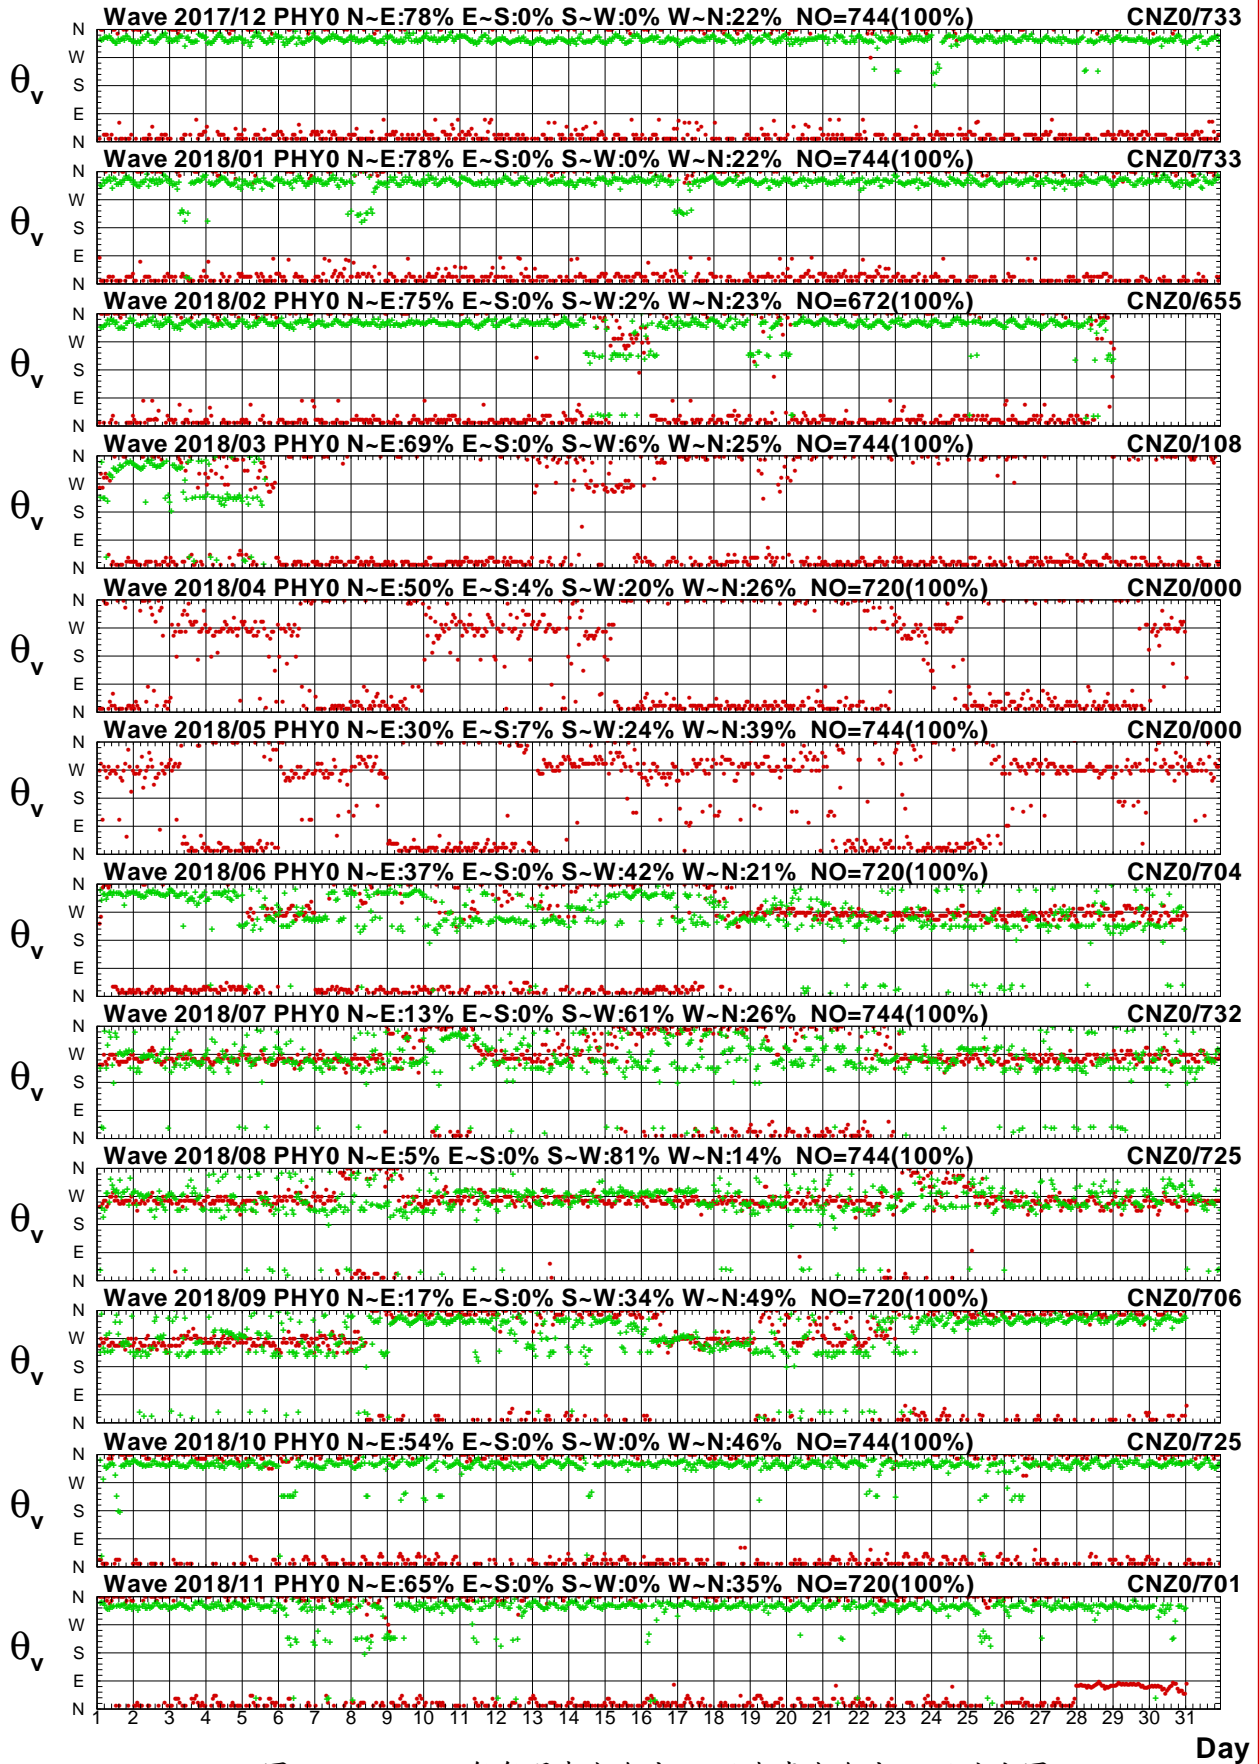 Wave 2017/12 PHY0 N~E:78% E~S:0% S~W:0% W~N:22% NO=744(100%) CNZ0/733
N
W
θv
S
E
N
Wave 2018/01 PHY0 N~E:78% E~S:0% S~W:0% W~N:22% NO=744(100%) CNZ0/733
N
W
θv
S
E
N
Wave 2018/02 PHY0 N~E:75% E~S:0% S~W:2% W~N:23% NO=672(100%) CNZ0/655
N
W
θv
S
E
N
Wave 2018/03 PHY0 N~E:69% E~S:0% S~W:6% W~N:25% NO=744(100%) CNZ0/108
N
W
θv
S
E
N
Wave 2018/04 PHY0 N~E:50% E~S:4% S~W:20% W~N:26% NO=720(100%) CNZ0/000
N
W
θv
S
E
N
Wave 2018/05 PHY0 N~E:30% E~S:7% S~W:24% W~N:39% NO=744(100%) CNZ0/000
N
W
θv
S
E
N
Wave 2018/06 PHY0 N~E:37% E~S:0% S~W:42% W~N:21% NO=720(100%) CNZ0/704
N
W
θv
S
E
N
Wave 2018/07 PHY0 N~E:13% E~S:0% S~W:61% W~N:26% NO=744(100%) CNZ0/732
N
W
θv
S
E
N
Wave 2018/08 PHY0 N~E:5% E~S:0% S~W:81% W~N:14% NO=744(100%) CNZ0/725
N
W
θv
S
E
N
Wave 2018/09 PHY0 N~E:17% E~S:0% S~W:34% W~N:49% NO=720(100%) CNZ0/706
N
W
θv
S
E
N
Wave 2018/10 PHY0 N~E:54% E~S:0% S~W:0% W~N:46% NO=744(100%) CNZ0/725
N
W
θv
S
E
N
Wave 2018/11 PHY0 N~E:65% E~S:0% S~W:0% W~N:35% NO=720(100%) CNZ0/701
N
W
θv
S
E
N
1 2 3 4 5 6 7 8 9 10 11 12 13 14 15 16 17 18 19 20 21 22 23 24 25 26 27 28 29 30 31
Day